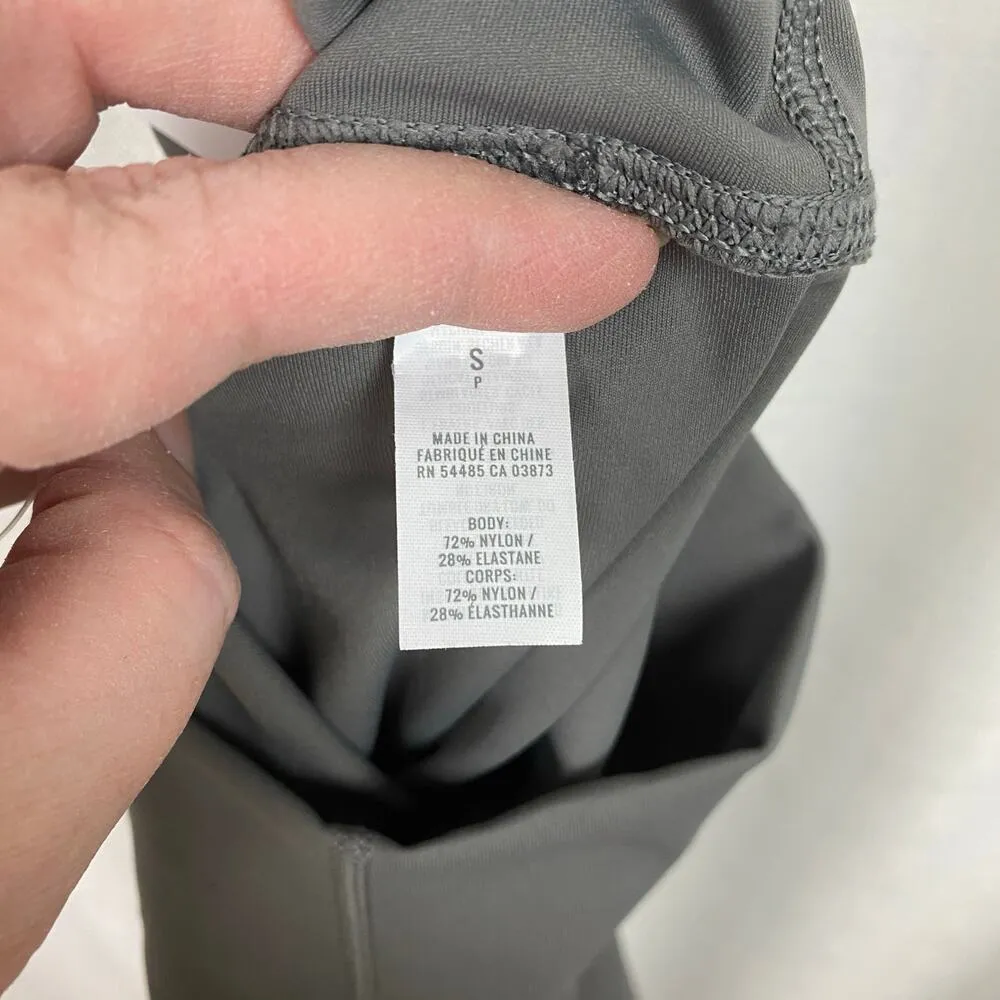 S
P
MADE IN CHINA
FABRIQUÉ EN CHINE
RN 54485 CA 03873
BODY:
72% NYLON /
28% ELASTANE
CORPS:
72% NYLON /
28% ÉLASTHANNE